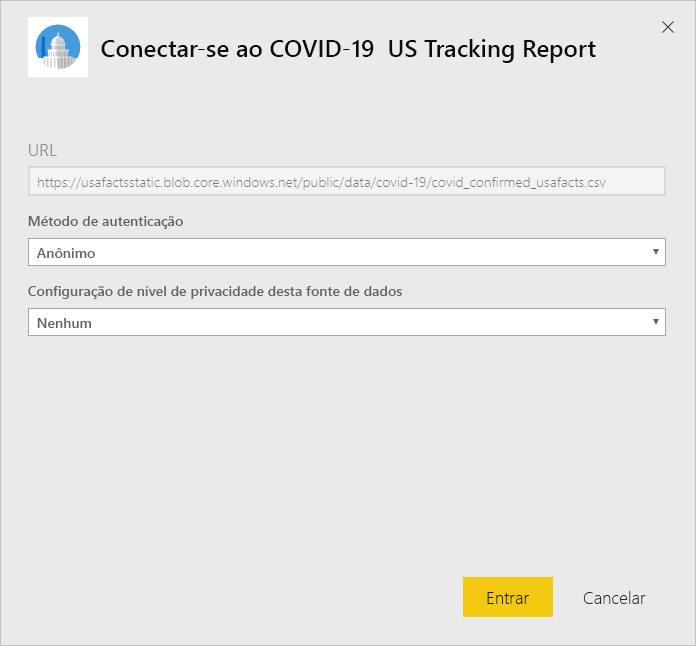 Conectar-se ao COVID-19 US Tracking Report
URL
https://usafactsstatic.blob.core.windows.net/public/data/covid-19/covid_confirmed_usafacts.csv
Método de autenticação
Anônimo
Configuração de nível de privacidade desta fonte de dados
Nenhum
Entrar Cancelar